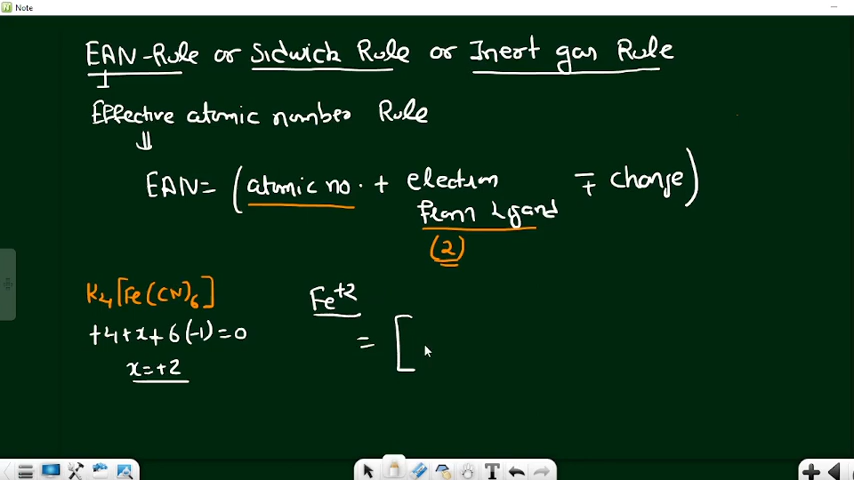 Note
EAN-Rule or Sidwick Rule or Inert gas Rule
Effective atomic number Rule
⇓
EAN= (atomic no. + electron ∓ charge)
from Ligand
(2)
K4[Fe(CN)6]
+4+x+6(-1)=0
x=+2
Fe+2
= [
T